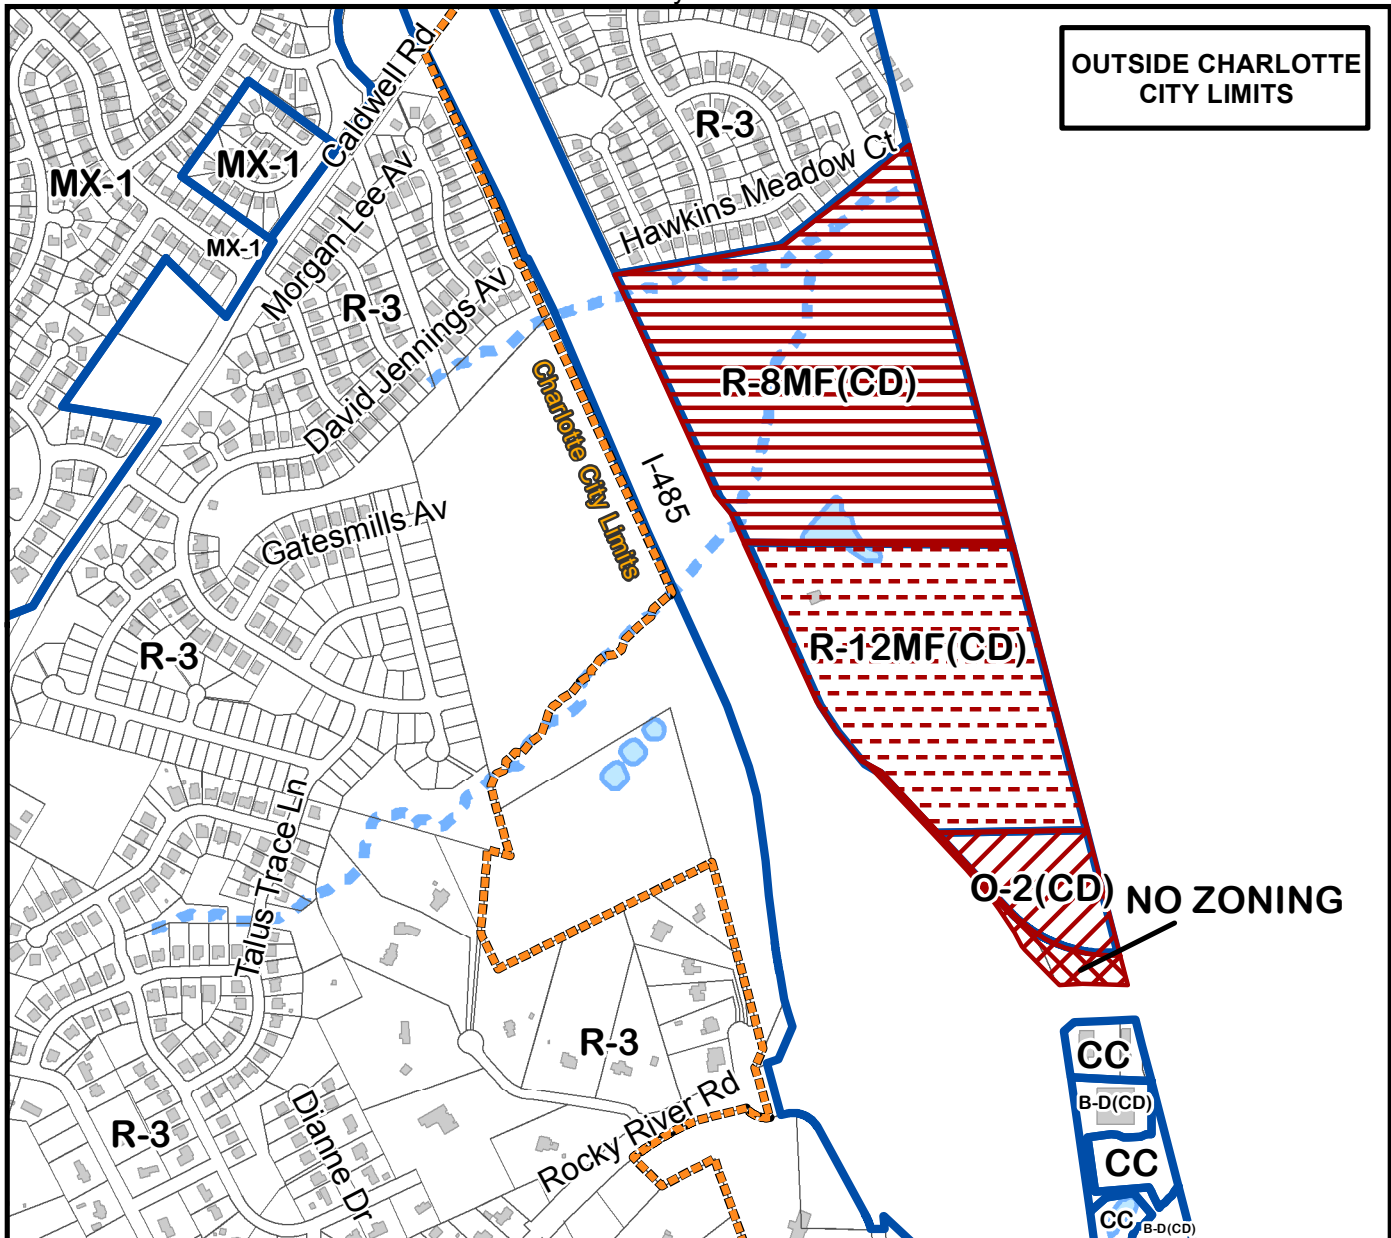 OUTSIDE CHARLOTTE
CITY LIMITS
Caldwell Rd
R-3
MX-1
MX-1
Hawkins Meadow Ct
MX-1
Morgan Lee Av
R-3
David Jennings Av
R-8MF(CD)
Charlotte City Limits
I-485
Gatesmills Av
R-3
R-12MF(CD)
Talus Trace Ln
O-2(CD)
NO ZONING
R-3
CC
B-D(CD)
R-3
Dianne Dr
Rocky River Rd
CC
CC
B-D(CD)